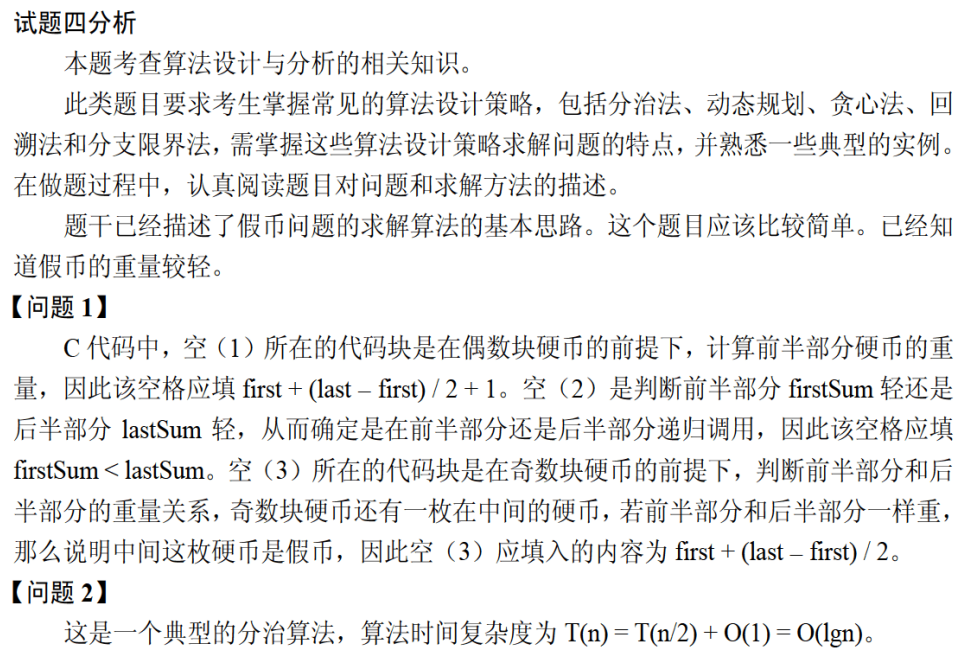 试题四分析
本题考查算法设计与分析的相关知识。
此类题目要求考生掌握常见的算法设计策略，包括分治法、动态规划、贪心法、回
溯法和分支限界法，需掌握这些算法设计策略求解问题的特点，并熟悉一些典型的实例。
在做题过程中，认真阅读题目对问题和求解方法的描述。
题干已经描述了假币问题的求解算法的基本思路。这个题目应该比较简单。已经知
道假币的重量较轻。
【问题 1】
C 代码中，空（1）所在的代码块是在偶数块硬币的前提下，计算前半部分硬币的重
量，因此该空格应填 first + (last – first) / 2 + 1。空（2）是判断前半部分 firstSum 轻还是
后半部分 lastSum 轻，从而确定是在前半部分还是后半部分递归调用，因此该空格应填
firstSum < lastSum。空（3）所在的代码块是在奇数块硬币的前提下，判断前半部分和后
半部分的重量关系，奇数块硬币还有一枚在中间的硬币，若前半部分和后半部分一样重，
那么说明中间这枚硬币是假币，因此空（3）应填入的内容为 first + (last – first) / 2。
【问题 2】
这是一个典型的分治算法，算法时间复杂度为 T(n) = T(n/2) + O(1) = O(lgn)。